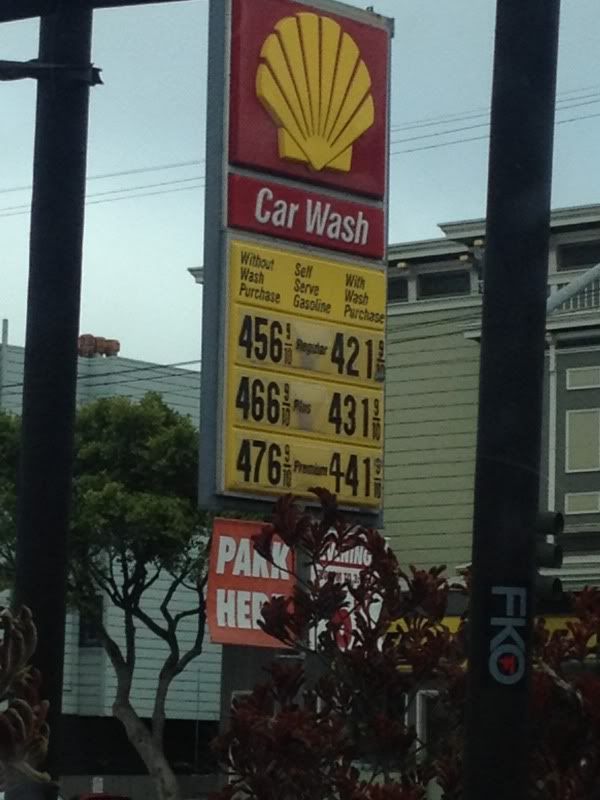 Car Wash
Without Wash Purchase
Self Serve Gasoline
With Wash Purchase
456 9/10 Regular 421 9/10
466 9/10 Plus 431 9/10
476 9/10 Premium 441 9/10
PARK
HERE
FKO